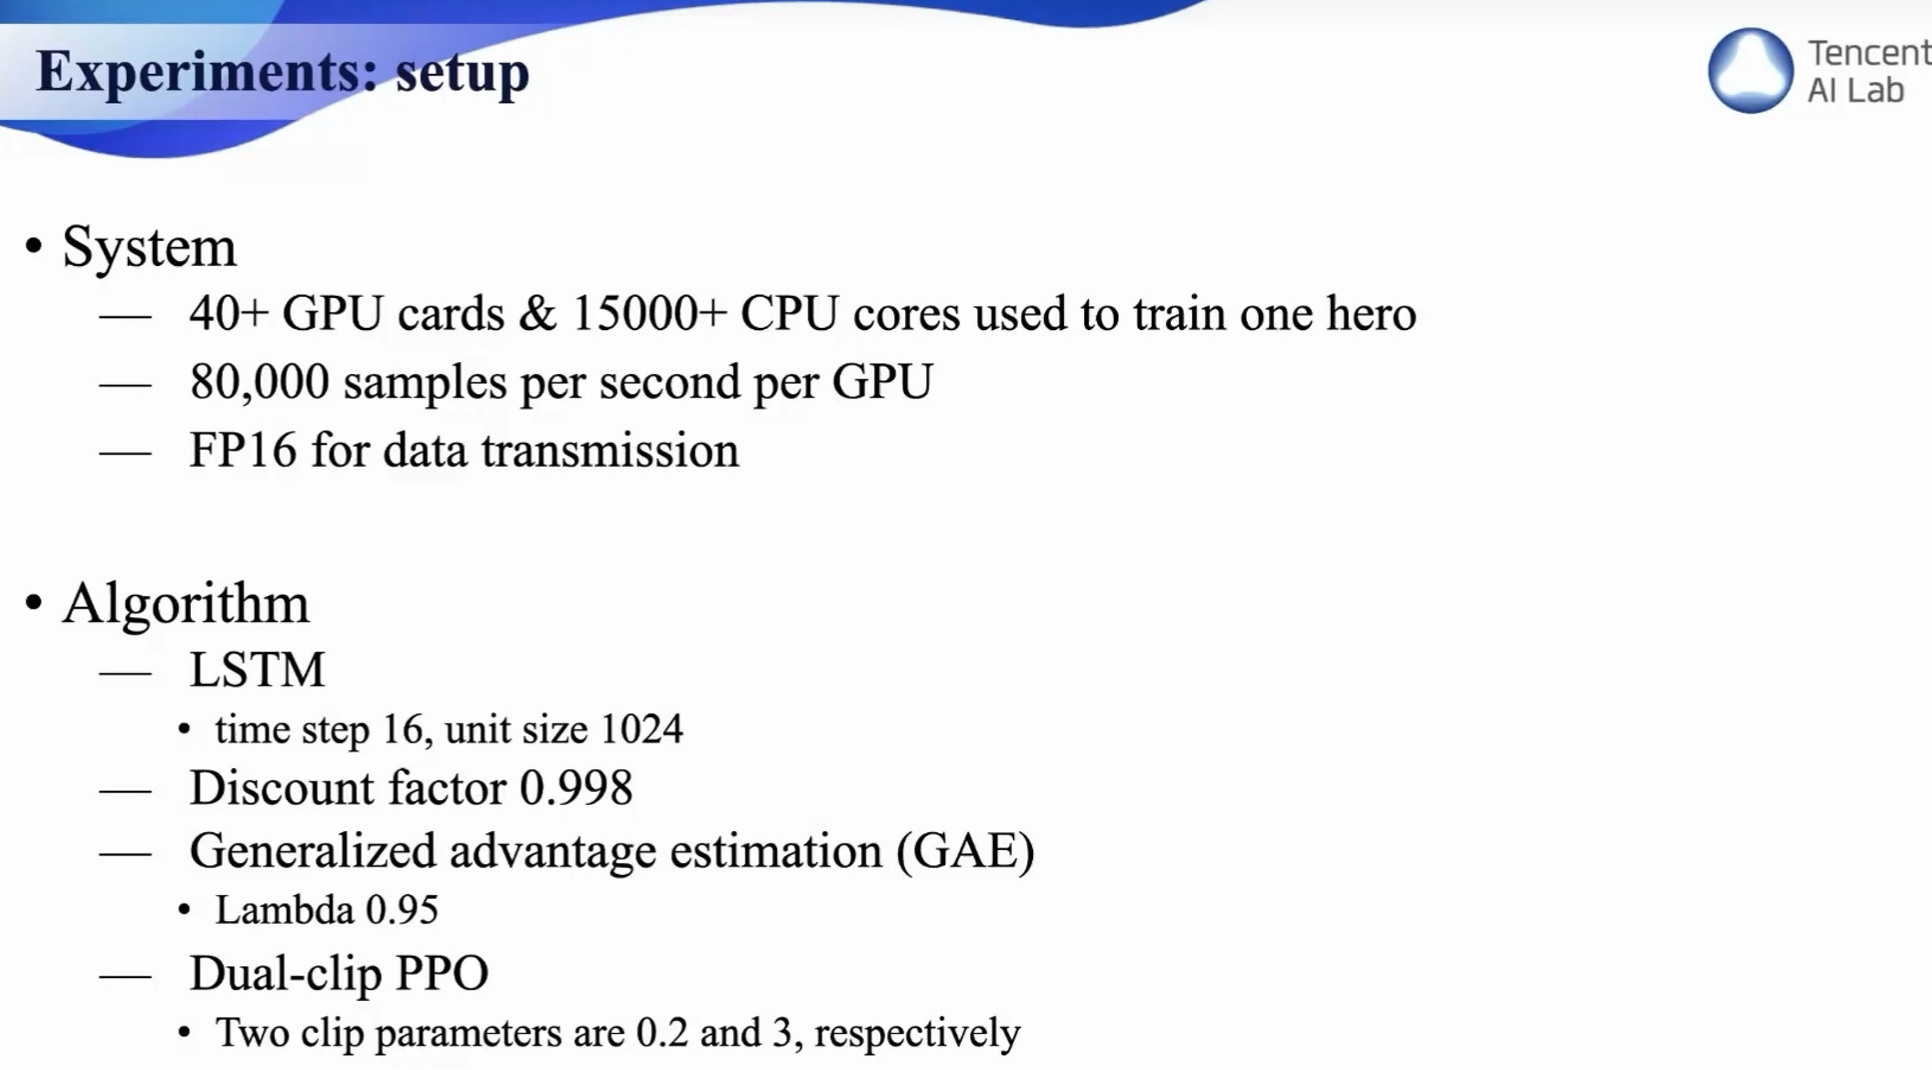 Experiments: setup
Tencent
AI Lab
• System
— 40+ GPU cards & 15000+ CPU cores used to train one hero
— 80,000 samples per second per GPU
— FP16 for data transmission
• Algorithm
— LSTM
• time step 16, unit size 1024
— Discount factor 0.998
— Generalized advantage estimation (GAE)
• Lambda 0.95
— Dual-clip PPO
• Two clip parameters are 0.2 and 3, respectively